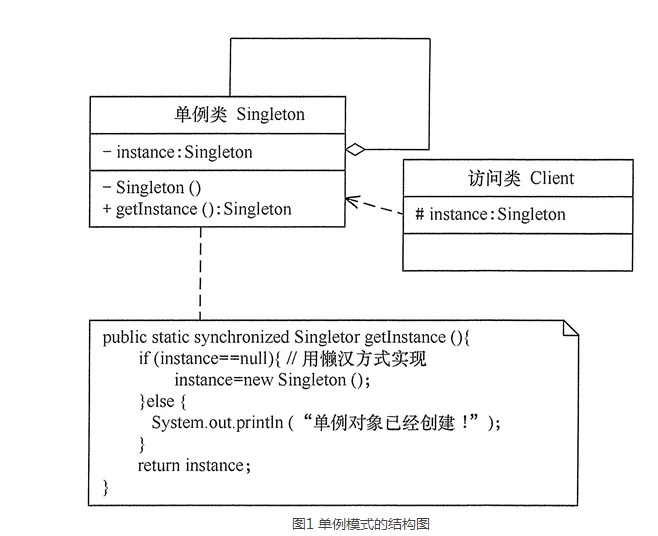 单例类 Singleton
- instance:Singleton
- Singleton ()
+ getInstance ():Singleton
访问类 Client
# instance:Singleton
public static synchronized Singletor getInstance (){
if (instance==null){ // 用懒汉方式实现
instance=new Singleton ();
}else {
System.out.println (“单例对象已经创建！”);
}
return instance;
}
图1 单例模式的结构图